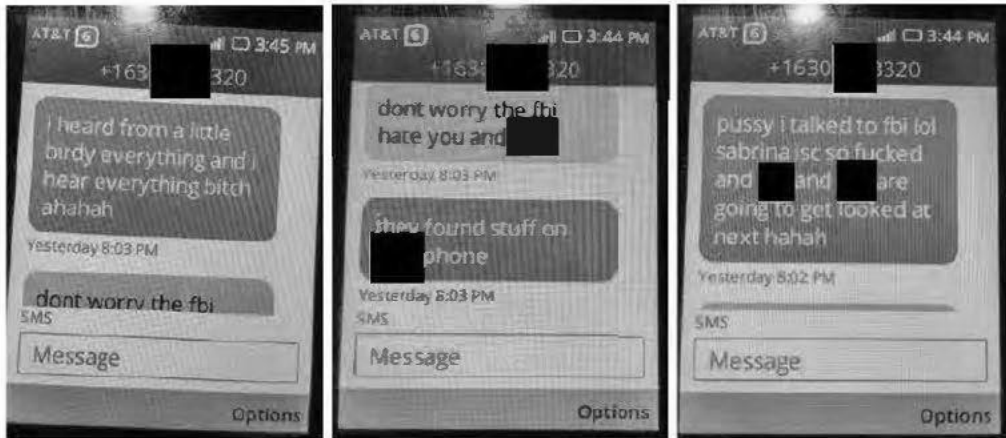 AT&T 6 3:45 PM
+163 320
i heard from a little
birdy everything and i
hear everything bitch
ahahah
Yesterday 8:03 PM
dont worry the fbi
SMS
Message
Options
AT&T 6 3:44 PM
+163 320
dont worry the fbi
hate you and
Yesterday 8:03 PM
they found stuff on
phone
Yesterday 8:03 PM
SMS
Message
Options
AT&T 6 3:44 PM
+1630 3320
pussy i talked to fbi lol
sabrina isc so fucked
and and are
going to get looked at
next hahah
Yesterday 8:02 PM
SMS
Message
Options